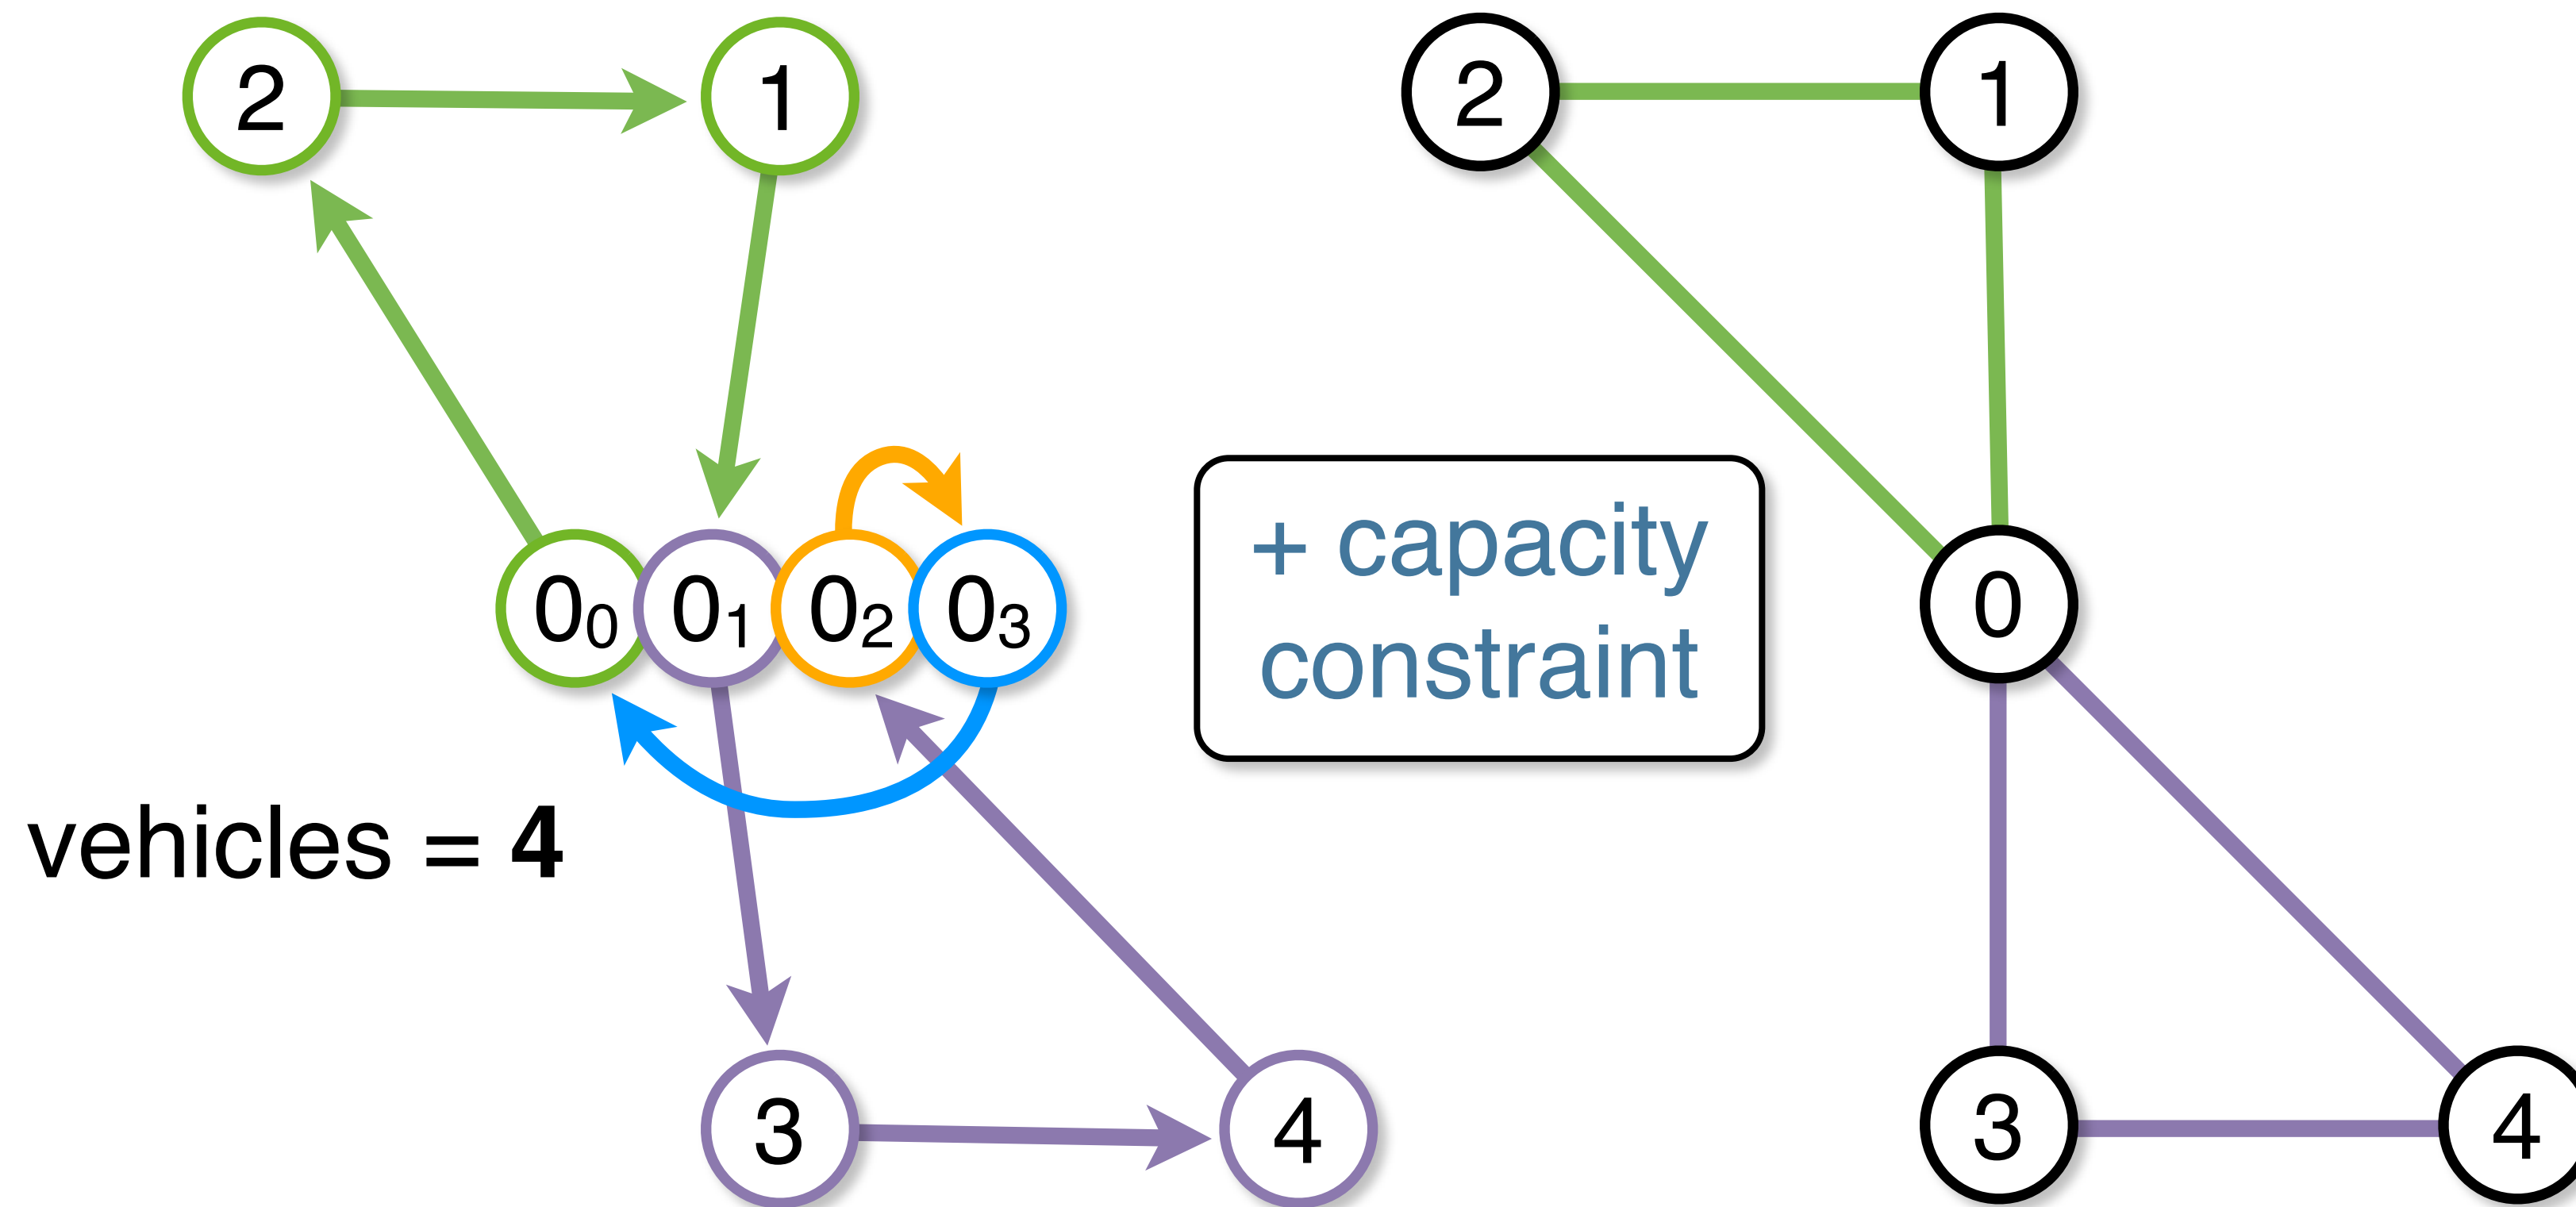 2
1
2
1
0₀ 0₁ 0₂ 0₃
+ capacity
constraint
0
vehicles = 4
3
4
3
4